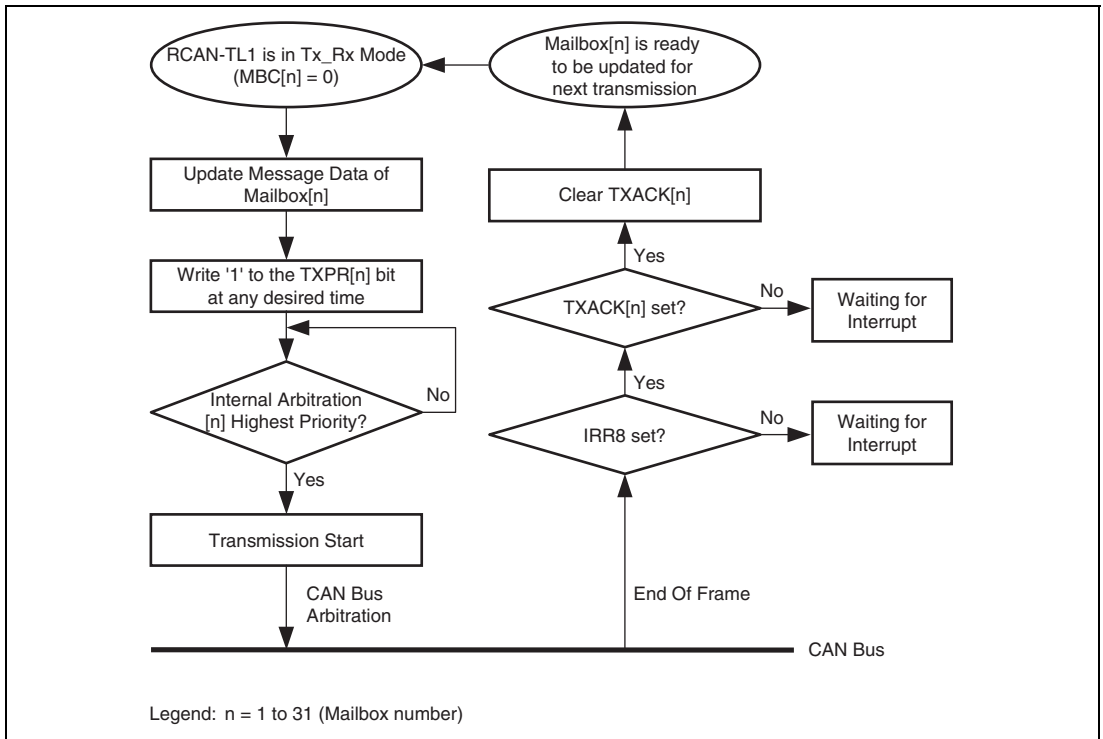 RCAN-TL1 is in Tx_Rx Mode
(MBC[n] = 0)
Update Message Data of
Mailbox[n]
Write '1' to the TXPR[n] bit
at any desired time
Internal Arbitration
[n] Highest Priority?
No
Yes
Transmission Start
CAN Bus
Arbitration
Mailbox[n] is ready
to be updated for
next transmission
Clear TXACK[n]
Yes
TXACK[n] set?
No
Waiting for
Interrupt
Yes
IRR8 set?
No
Waiting for
Interrupt
End Of Frame
CAN Bus
Legend: n = 1 to 31 (Mailbox number)